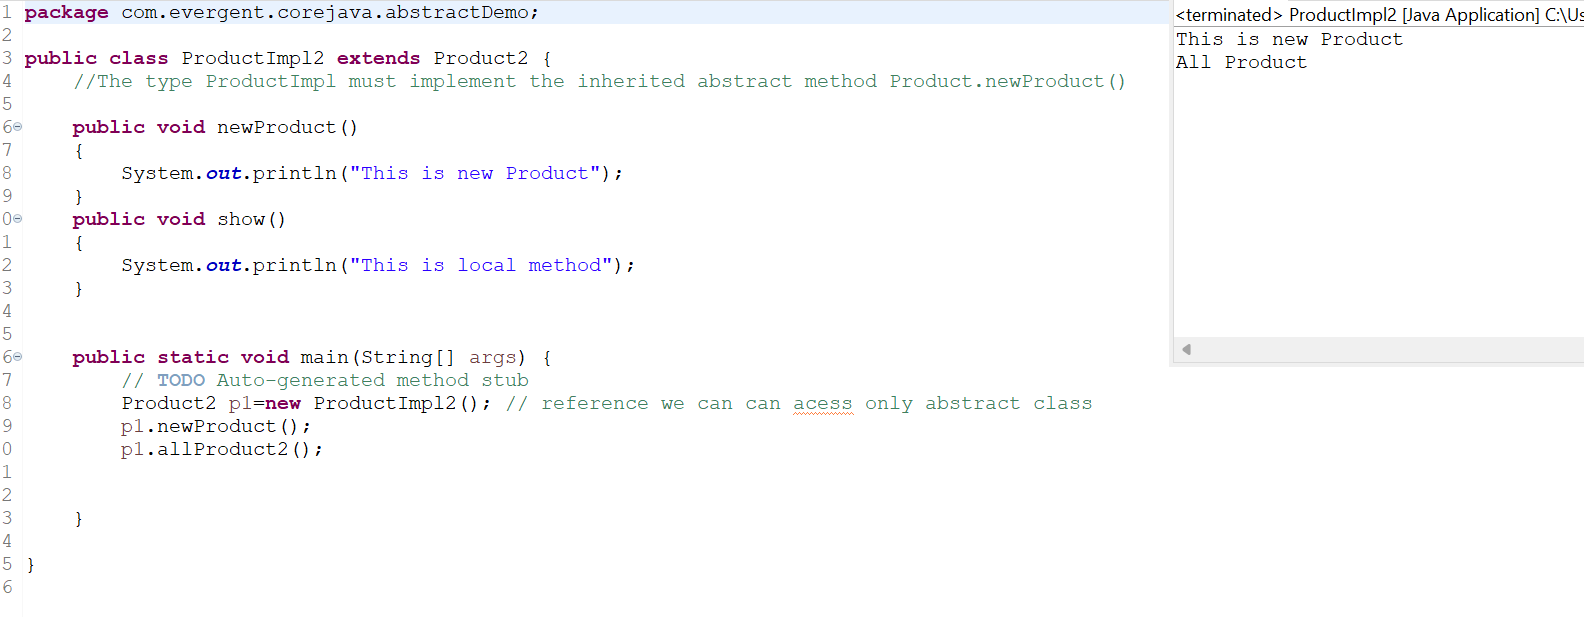 1 package com.evergent.corejava.abstractDemo;
2
3 public class ProductImpl2 extends Product2 {
4 //The type ProductImpl must implement the inherited abstract method Product.newProduct()
5
6 public void newProduct()
7 {
8 System.out.println("This is new Product");
9 }
0 public void show()
1 {
2 System.out.println("This is local method");
3 }
4
5
6 public static void main(String[] args) {
7 // TODO Auto-generated method stub
8 Product2 p1=new ProductImpl2(); // reference we can can acess only abstract class
9 p1.newProduct();
0 p1.allProduct2();
1
2
3 }
4
5 }
6
<terminated> ProductImpl2 [Java Application] C:\Us
This is new Product
All Product